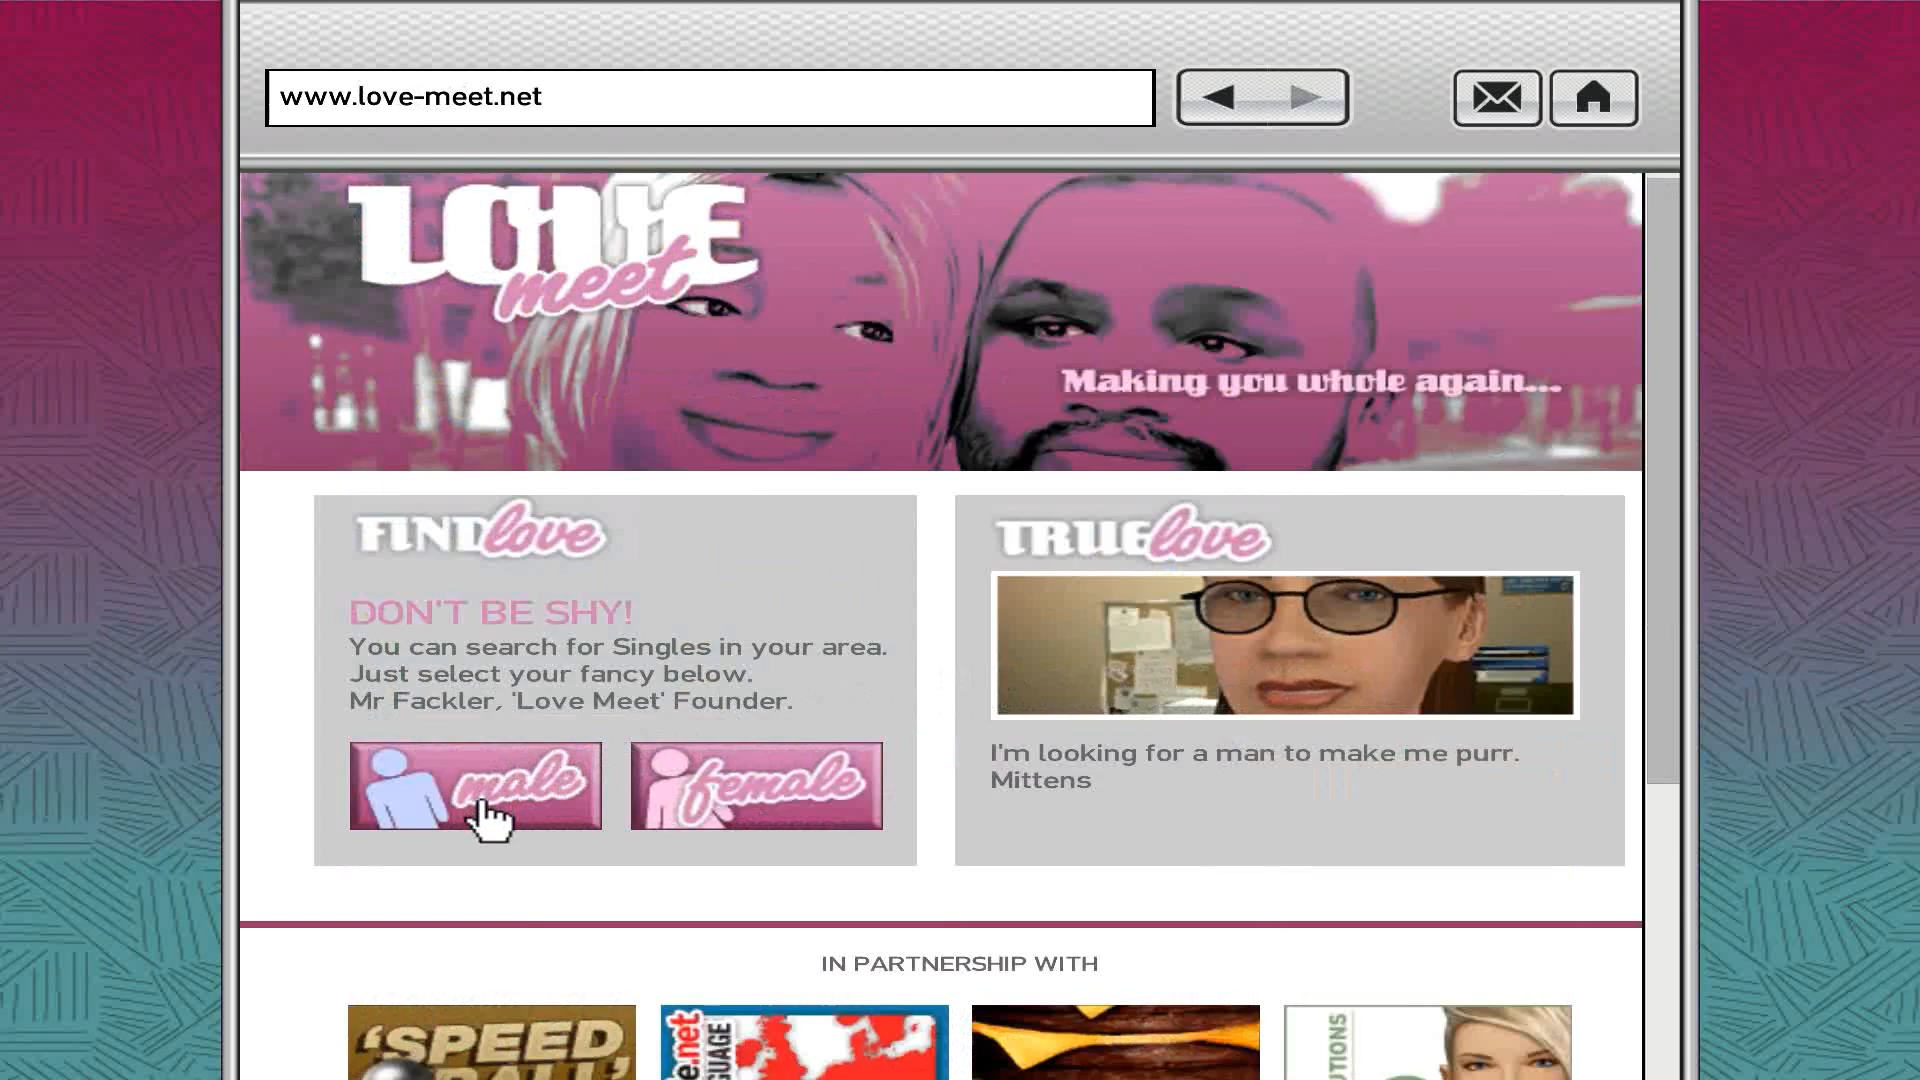 www.love-meet.net
LOVE
meet
Making you whole again...
FIND love
TRUE love
DON'T BE SHY!
You can search for Singles in your area.
Just select your fancy below.
Mr Fackler, 'Love Meet' Founder.
male
female
I'm looking for a man to make me purr.
Mittens
IN PARTNERSHIP WITH
'SPEED
BALL'